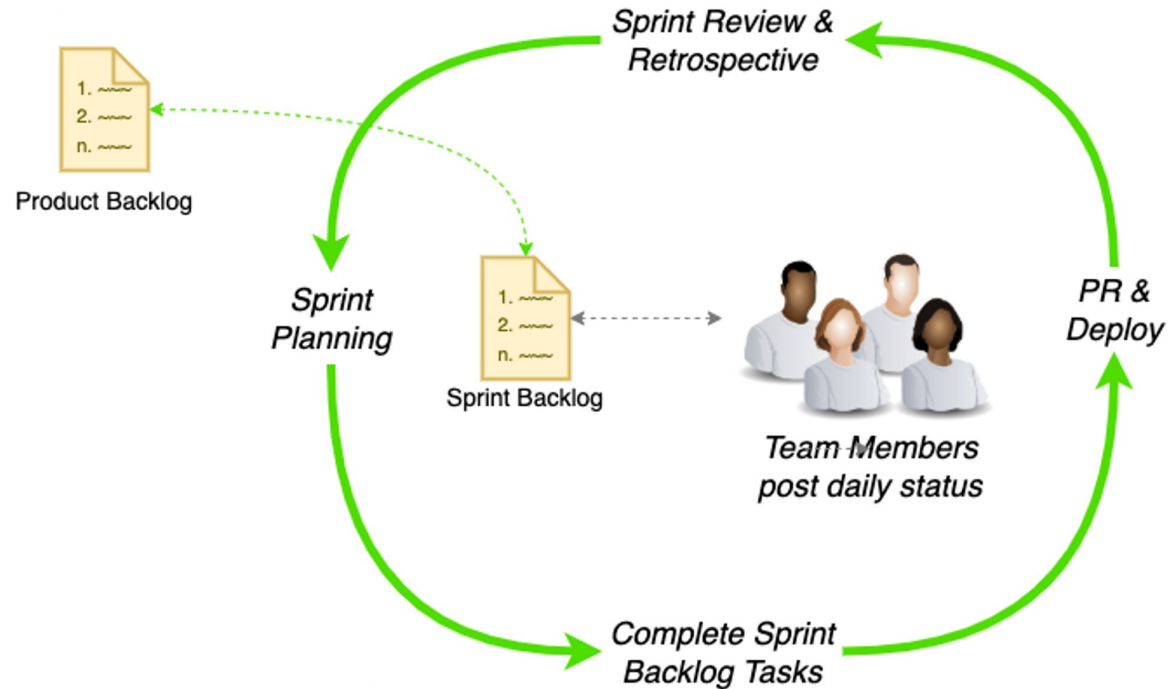 Sprint Review &
Retrospective
1. ~~~
2. ~~~
n. ~~~
Product Backlog
Sprint
Planning
1. ~~~
2. ~~~
n. ~~~
Sprint Backlog
PR &
Deploy
Team Members
post daily status
Complete Sprint
Backlog Tasks